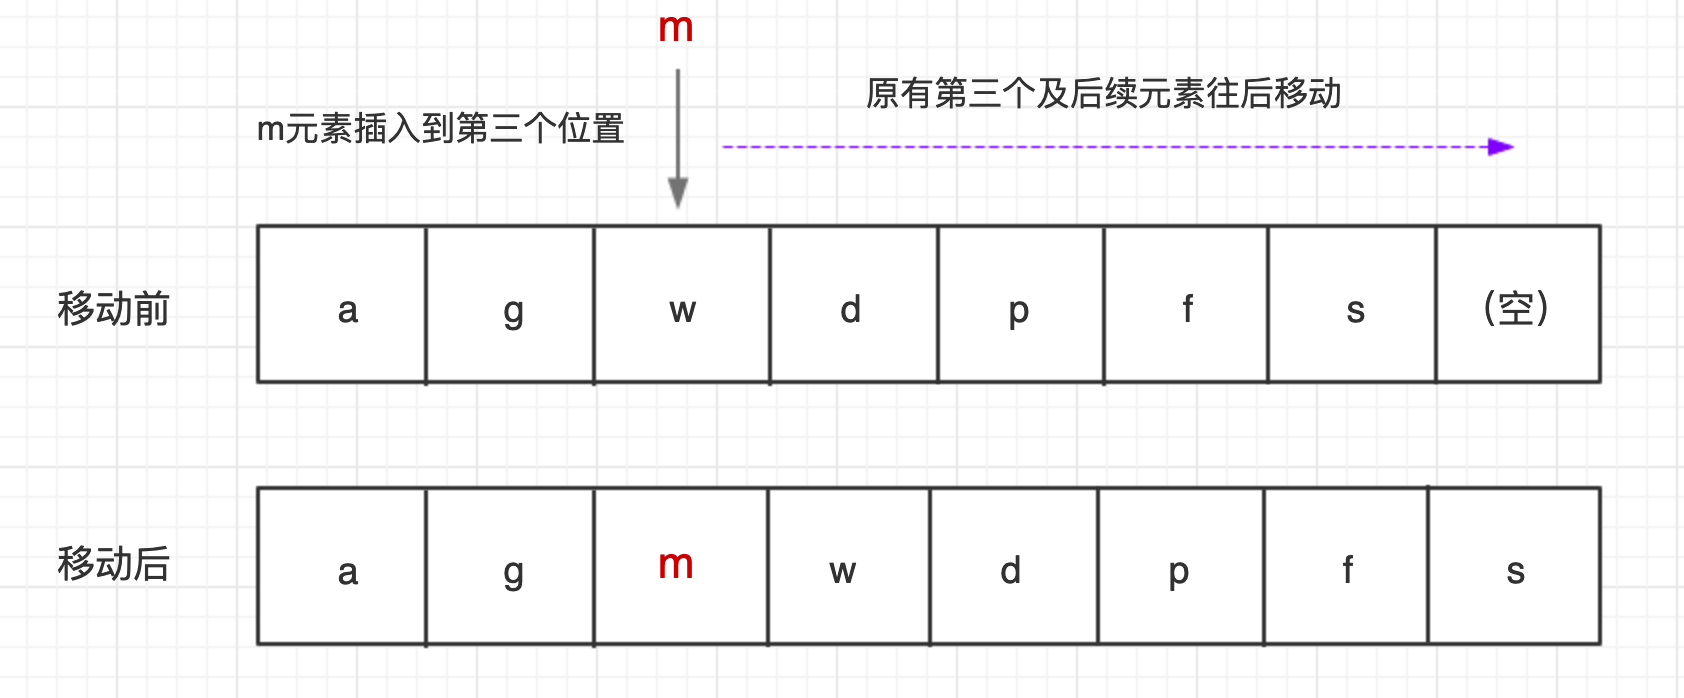 m
原有第三个及后续元素往后移动
m元素插入到第三个位置
移动前 a g w d p f s (空)
移动后 a g m w d p f s